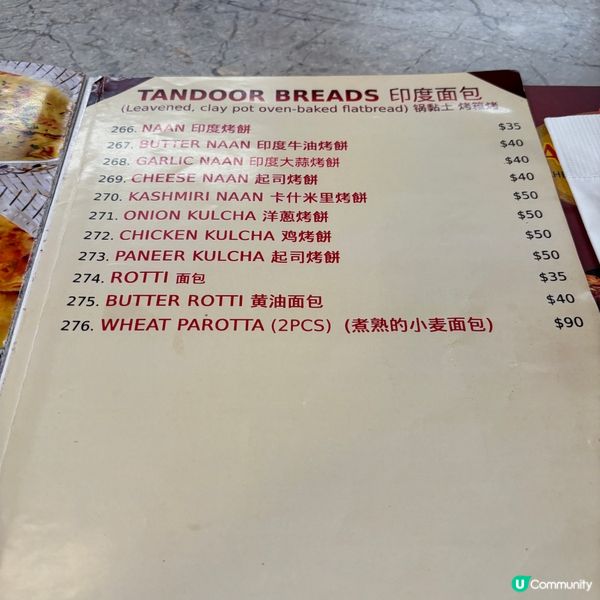 TANDOOR BREADS 印度面包
(Leavened, clay pot oven-baked flatbread) 锅黏土 烤箱烤
266. NAAN 印度烤餅 $35
267. BUTTER NAAN 印度牛油烤餅 $40
268. GARLIC NAAN 印度大蒜烤餅 $40
269. CHEESE NAAN 起司烤餅 $40
270. KASHMIRI NAAN 卡什米里烤餅 $50
271. ONION KULCHA 洋蔥烤餅 $50
272. CHICKEN KULCHA 鸡烤餅 $50
273. PANEER KULCHA 起司烤餅 $50
274. ROTTI 面包 $35
275. BUTTER ROTTI 黄油面包 $40
276. WHEAT PAROTTA (2PCS) (煮熟的小麦面包) $90
U Community